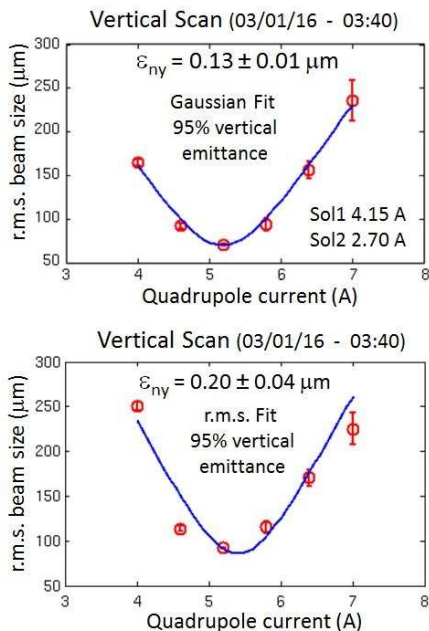 Vertical Scan (03/01/16 - 03:40)
300
250
200
150
100
50
r.m.s. beam size (μm)
εny = 0.13 ± 0.01 μm
Gaussian Fit
95% vertical
emittance
Sol1 4.15 A
Sol2 2.70 A
3 4 5 6 7 8
Quadrupole current (A)
Vertical Scan (03/01/16 - 03:40)
300
250
200
150
100
50
r.m.s. beam size (μm)
εny = 0.20 ± 0.04 μm
r.m.s. Fit
95% vertical
emittance
3 4 5 6 7 8
Quadrupole current (A)